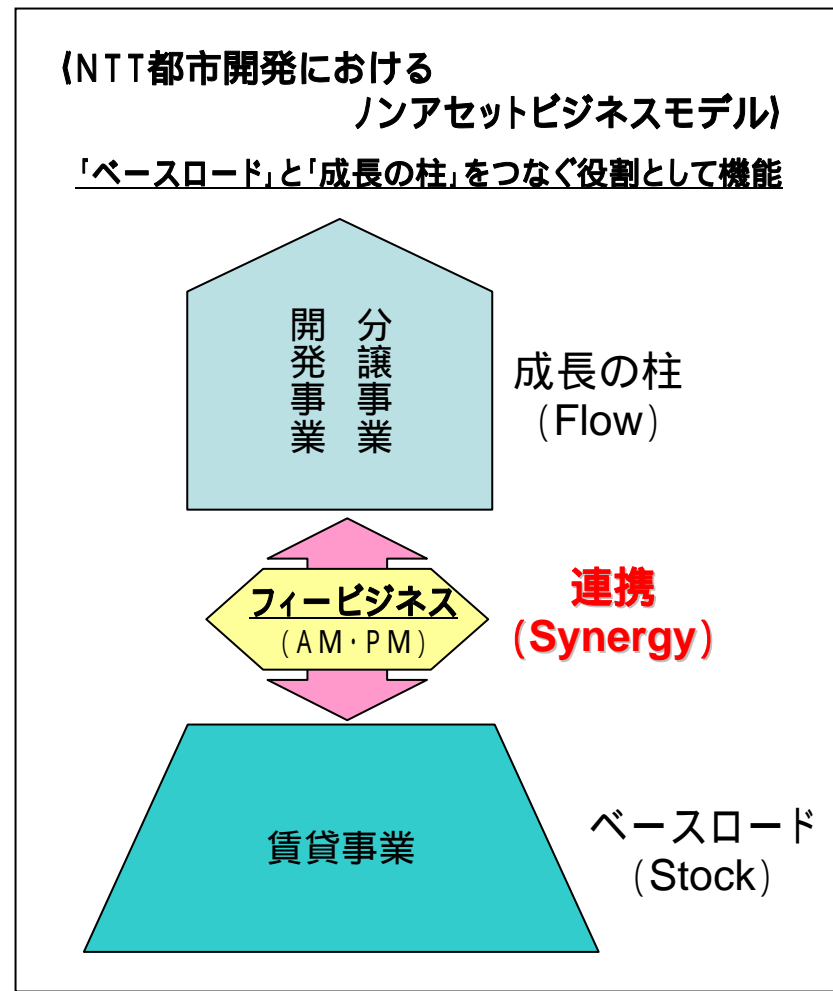 〈NTT都市開発における
ノンアセットビジネスモデル〉
「ベースロード」と「成長の柱」をつなぐ役割として機能
分譲事業
開発事業
成長の柱
(Flow)
フィービジネス
(AM・PM)
連携
(Synergy)
賃貸事業
ベースロード
(Stock)